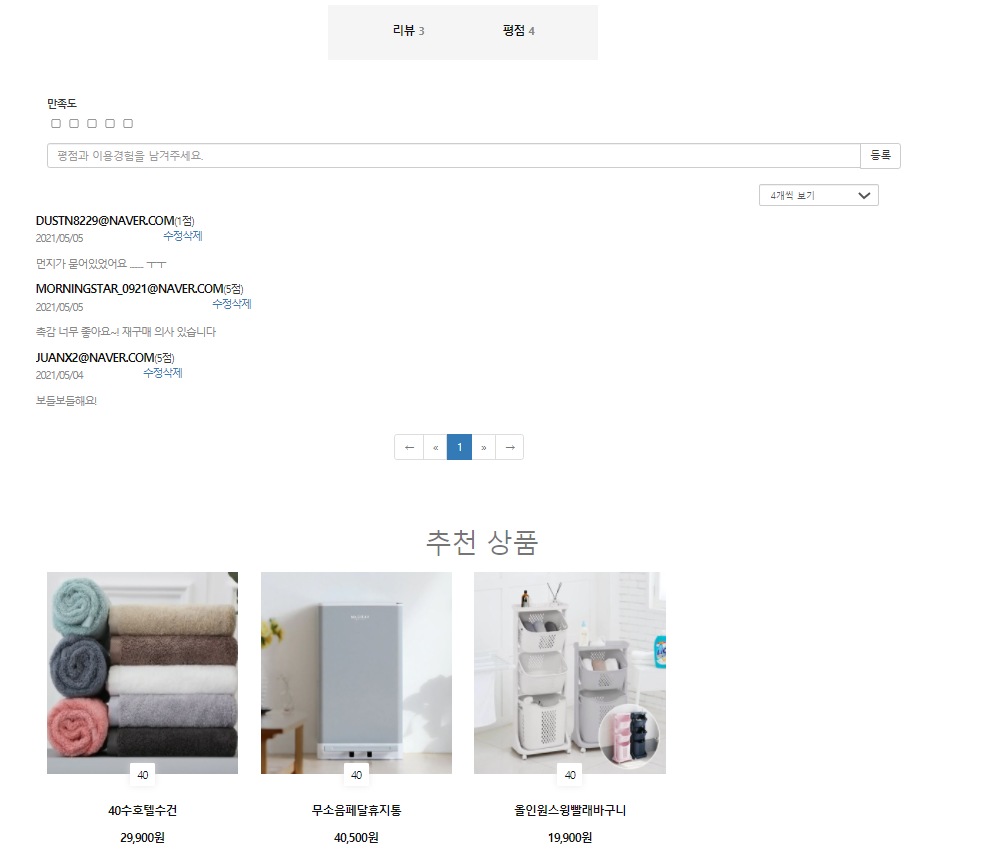 리뷰 3 평점 4
만족도
평점과 이용경험을 남겨주세요.
등록
4개씩 보기
DUSTN8229@NAVER.COM(1점)
2021/05/05 수정삭제
먼지가 묻어있었어요 ___ ㅜㅜ
MORNINGSTAR_0921@NAVER.COM(5점)
2021/05/05 수정삭제
촉감 너무 좋아요~! 재구매 의사 있습니다
JUANX2@NAVER.COM(5점)
2021/05/04 수정삭제
보들보들해요!
← « 1 » →
추천 상품
40 40 40
40수호텔수건 무소음페달휴지통 올인원스윙빨래바구니
29,900원 40,500원 19,900원